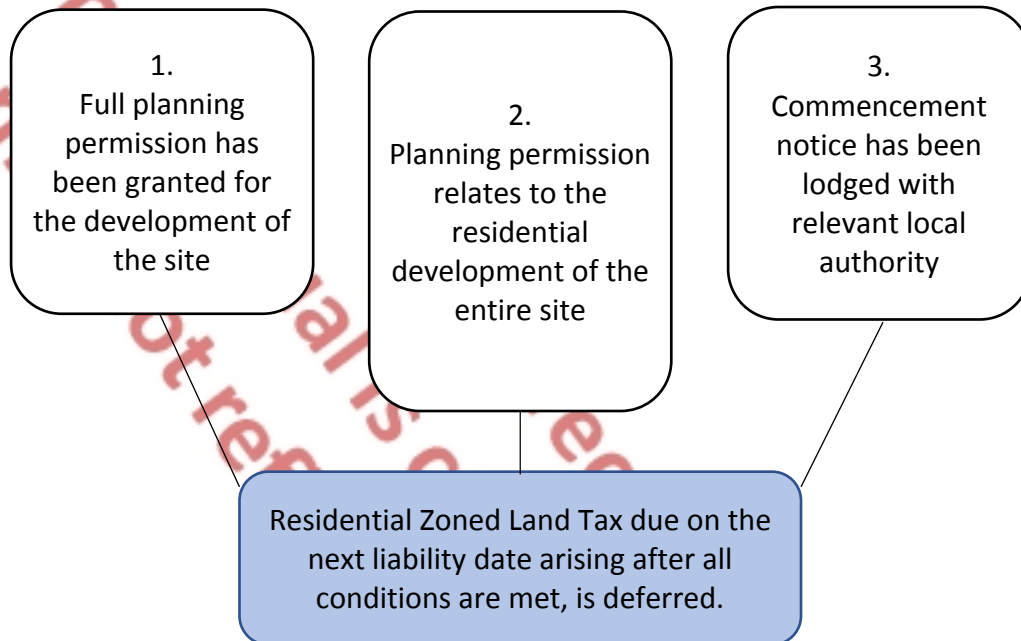 1.
Full planning
permission has
been granted for
the development of
the site
2.
Planning permission
relates to the
residential
development of the
entire site
3.
Commencement
notice has been
lodged with
relevant local
authority
Residential Zoned Land Tax due on the
next liability date arising after all
conditions are met, is deferred.